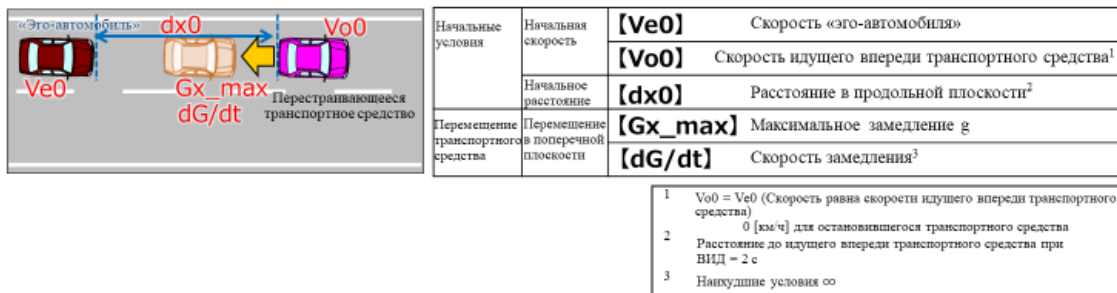 «Эго-автомобиль»
dx0
Vo0
Ve0
Gx_max
dG/dt
Перестраивающееся
транспортное средство
Начальные
условия
Начальная
скорость
【Ve0】 Скорость «эго-автомобиля»
【Vo0】 Скорость идущего впереди транспортного средства¹
Начальное
расстояние
【dx0】 Расстояние в продольной плоскости²
Перемещение
транспортного
средства
Перемещение
в поперечной
плоскости
【Gx_max】 Максимальное замедление g
【dG/dt】 Скорость замедления³
1 Vo0 = Ve0 (Скорость равна скорости идущего впереди транспортного
средства)
0 [км/ч] для остановившегося транспортного средства
2 Расстояние до идущего впереди транспортного средства при
ВИД = 2 с
3 Наихудшие условия ∞